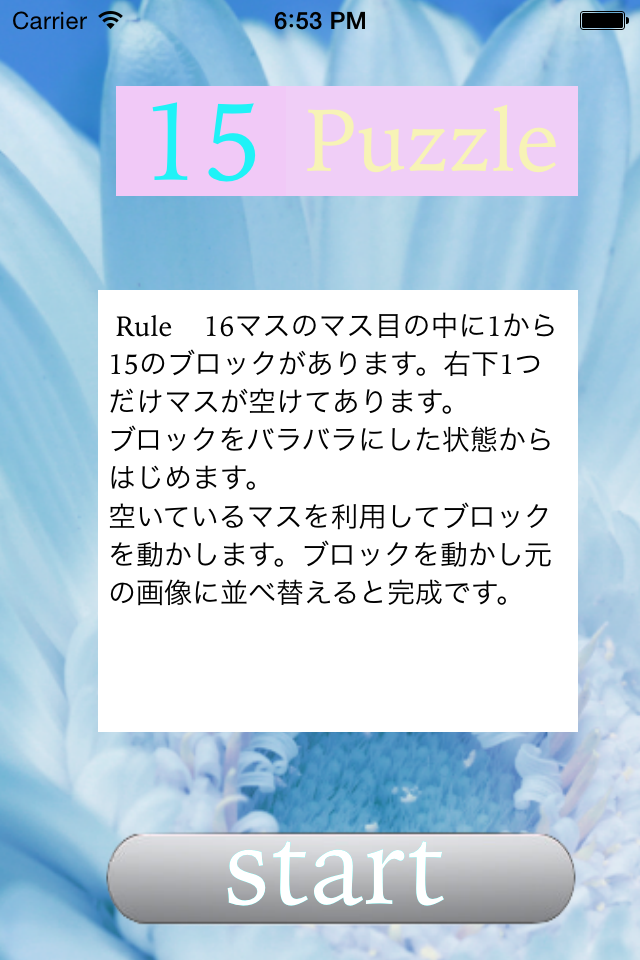 Carrier 6:53 PM
15 Puzzle
Rule 16マスのマス目の中に1から
15のブロックがあります。右下1つ
だけマスが空けてあります。
ブロックをバラバラにした状態から
はじめます。
空いているマスを利用してブロック
を動かします。ブロックを動かし元
の画像に並べ替えると完成です。
start